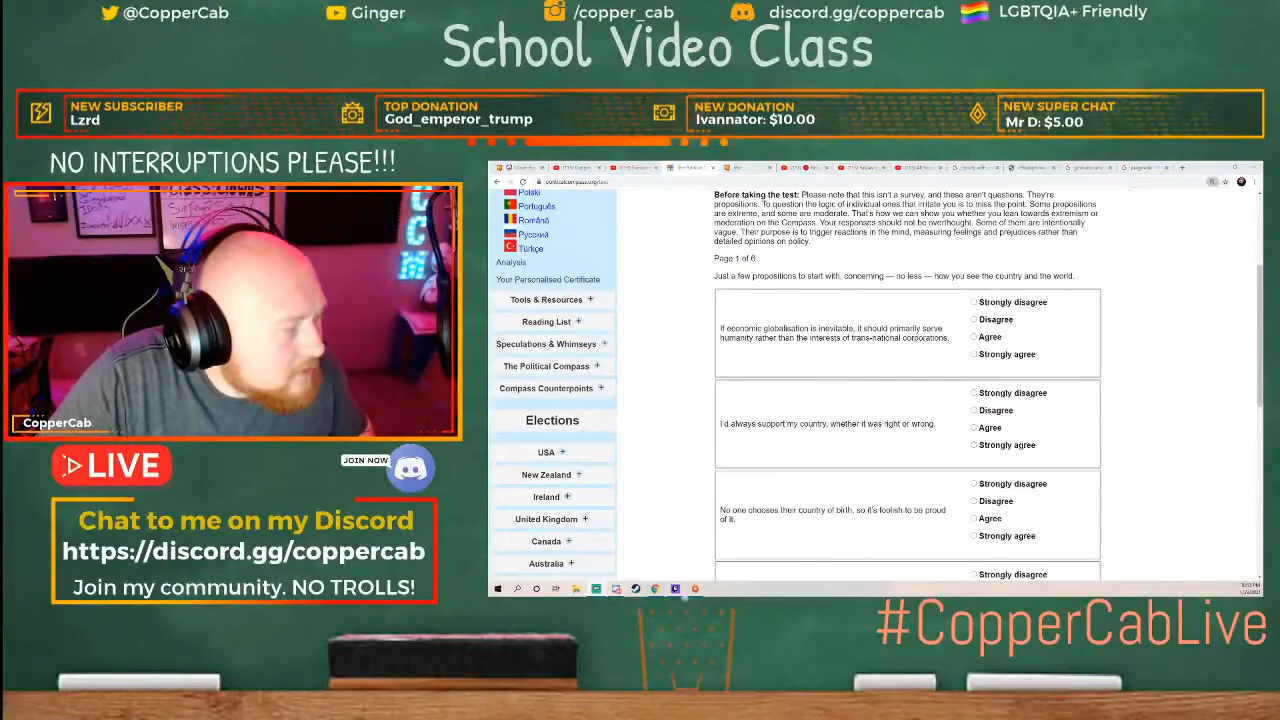 @CopperCab
Ginger
/copper_cab
discord.gg/coppercab
LGBTQIA+ Friendly
School Video Class
NEW SUBSCRIBER
Lzrd
TOP DONATION
God_emperor_trump
NEW DONATION
Ivannator: $10.00
NEW SUPER CHAT
Mr D: $5.00
NO INTERRUPTIONS PLEASE!!!
CopperCab
LIVE
JOIN NOW
Chat to me on my Discord
https://discord.gg/coppercab
Join my community. NO TROLLS!
Polski
Português
Română
Русский
Türkçe
Analysis
Your Personalised Certificate
Tools & Resources +
Reading List +
Speculations & Whimseys +
The Political Compass +
Compass Counterpoints +
Elections
USA +
New Zealand +
Ireland +
United Kingdom +
Canada +
Australia +
Before taking the test: Please note that this isn't a survey, and these aren't questions. They're
propositions. To question the logic of individual ones that irritate you is to miss the point. Some propositions
are extreme, and some are moderate. That's how we can show you whether you lean towards extremism or
moderation on the Compass. Your responses should not be overthought. Some of them are intentionally
vague. Their purpose is to trigger reactions in the mind, measuring feelings and prejudices rather than
detailed opinions on policy.
Page 1 of 6
Just a few propositions to start with, concerning — no less — how you see the country and the world.
If economic globalisation is inevitable, it should primarily serve
humanity rather than the interests of trans-national corporations.
Strongly disagree
Disagree
Agree
Strongly agree
I'd always support my country, whether it was right or wrong.
Strongly disagree
Disagree
Agree
Strongly agree
No one chooses their country of birth, so it's foolish to be proud
of it.
Strongly disagree
Disagree
Agree
Strongly agree
Strongly disagree
10:52 PM
#CopperCabLive